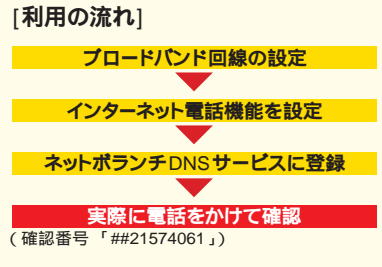 [利用の流れ]
ブロードバンド回線の設定
インターネット電話機能を設定
ネットボランチDNSサービスに登録
実際に電話をかけて確認
(確認番号「##21574061」)